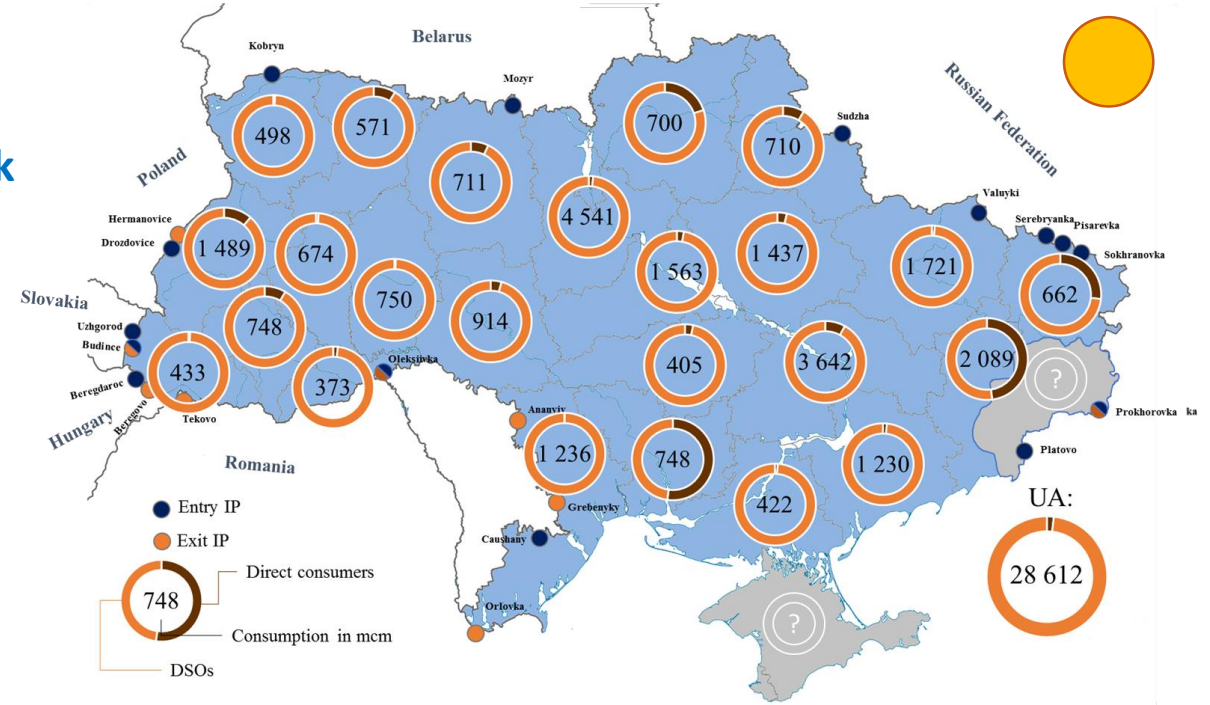 k
Belarus
Kobryn
Mozyr
Russian Federation
Sudzha
Poland
Valuyki
Serebryanka
Pisarevka
Sokhranovka
Hermanovice
Drozdovice
Slovakia
Uzhgorod
Budince
Beregdaroc
Beregovo
Tekovo
Hungary
Romania
Oleksiivka
Ananyiv
Grebenyky
Caushany
Orlovka
Prokhorovka ka
Platovo
498
571
711
700
710
4 541
1 489
674
1 563
1 437
1 721
662
750
748
914
433
373
405
3 642
2 089
?
1 236
748
422
1 230
?
UA:
28 612
Entry IP
Exit IP
Direct consumers
748
Consumption in mcm
DSOs